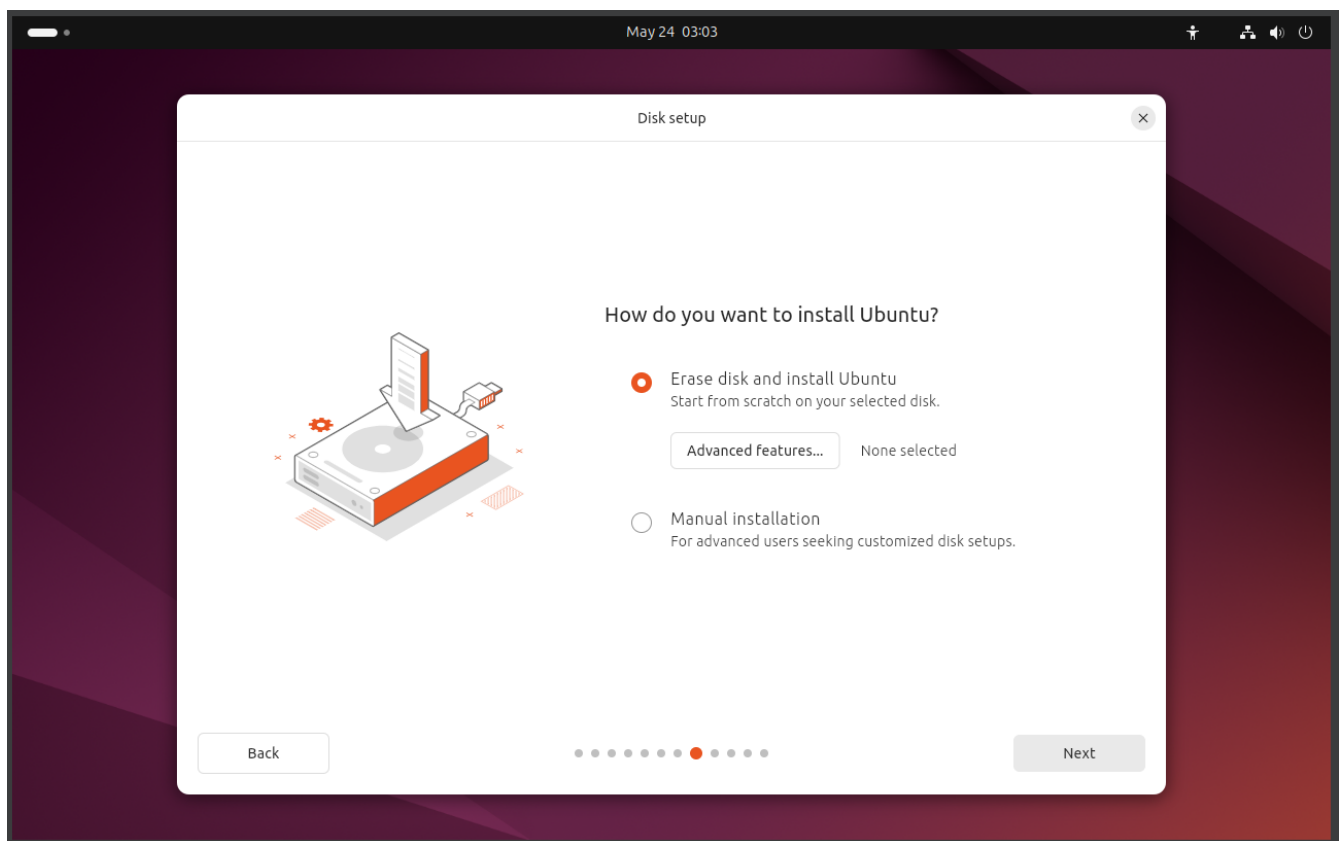 May 24 03:03
Disk setup
How do you want to install Ubuntu?
Erase disk and install Ubuntu
Start from scratch on your selected disk.
Advanced features... None selected
Manual installation
For advanced users seeking customized disk setups.
Back Next